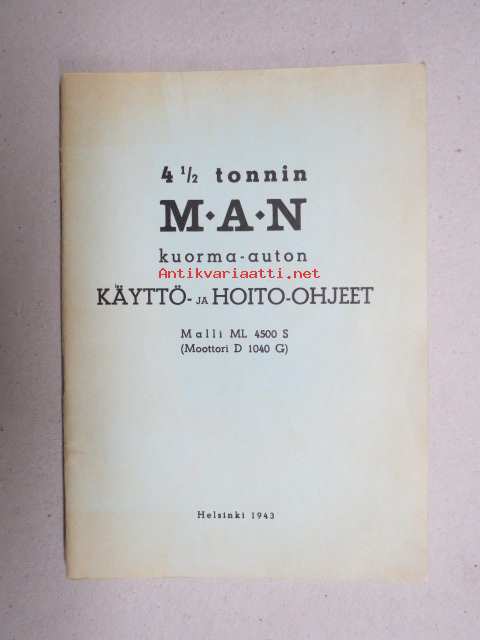 4 1/2 tonnin
M·A·N
kuorma-auton
Antikvariaatti.net
KÄYTTÖ- JA HOITO-OHJEET
Malli ML 4500 S
(Moottori D 1040 G)
Helsinki 1943